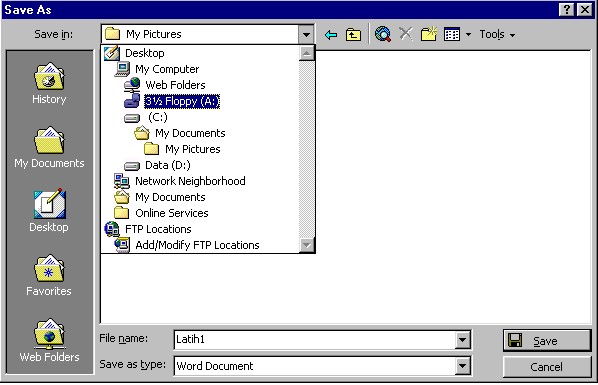 Save As
Save in:
My Pictures
Tools
Desktop
My Computer
Web Folders
3½ Floppy (A:)
(C:)
My Documents
My Pictures
Data (D:)
Network Neighborhood
My Documents
Online Services
FTP Locations
Add/Modify FTP Locations
History
My Documents
Desktop
Favorites
Web Folders
File name:
Latih1
Save
Save as type:
Word Document
Cancel